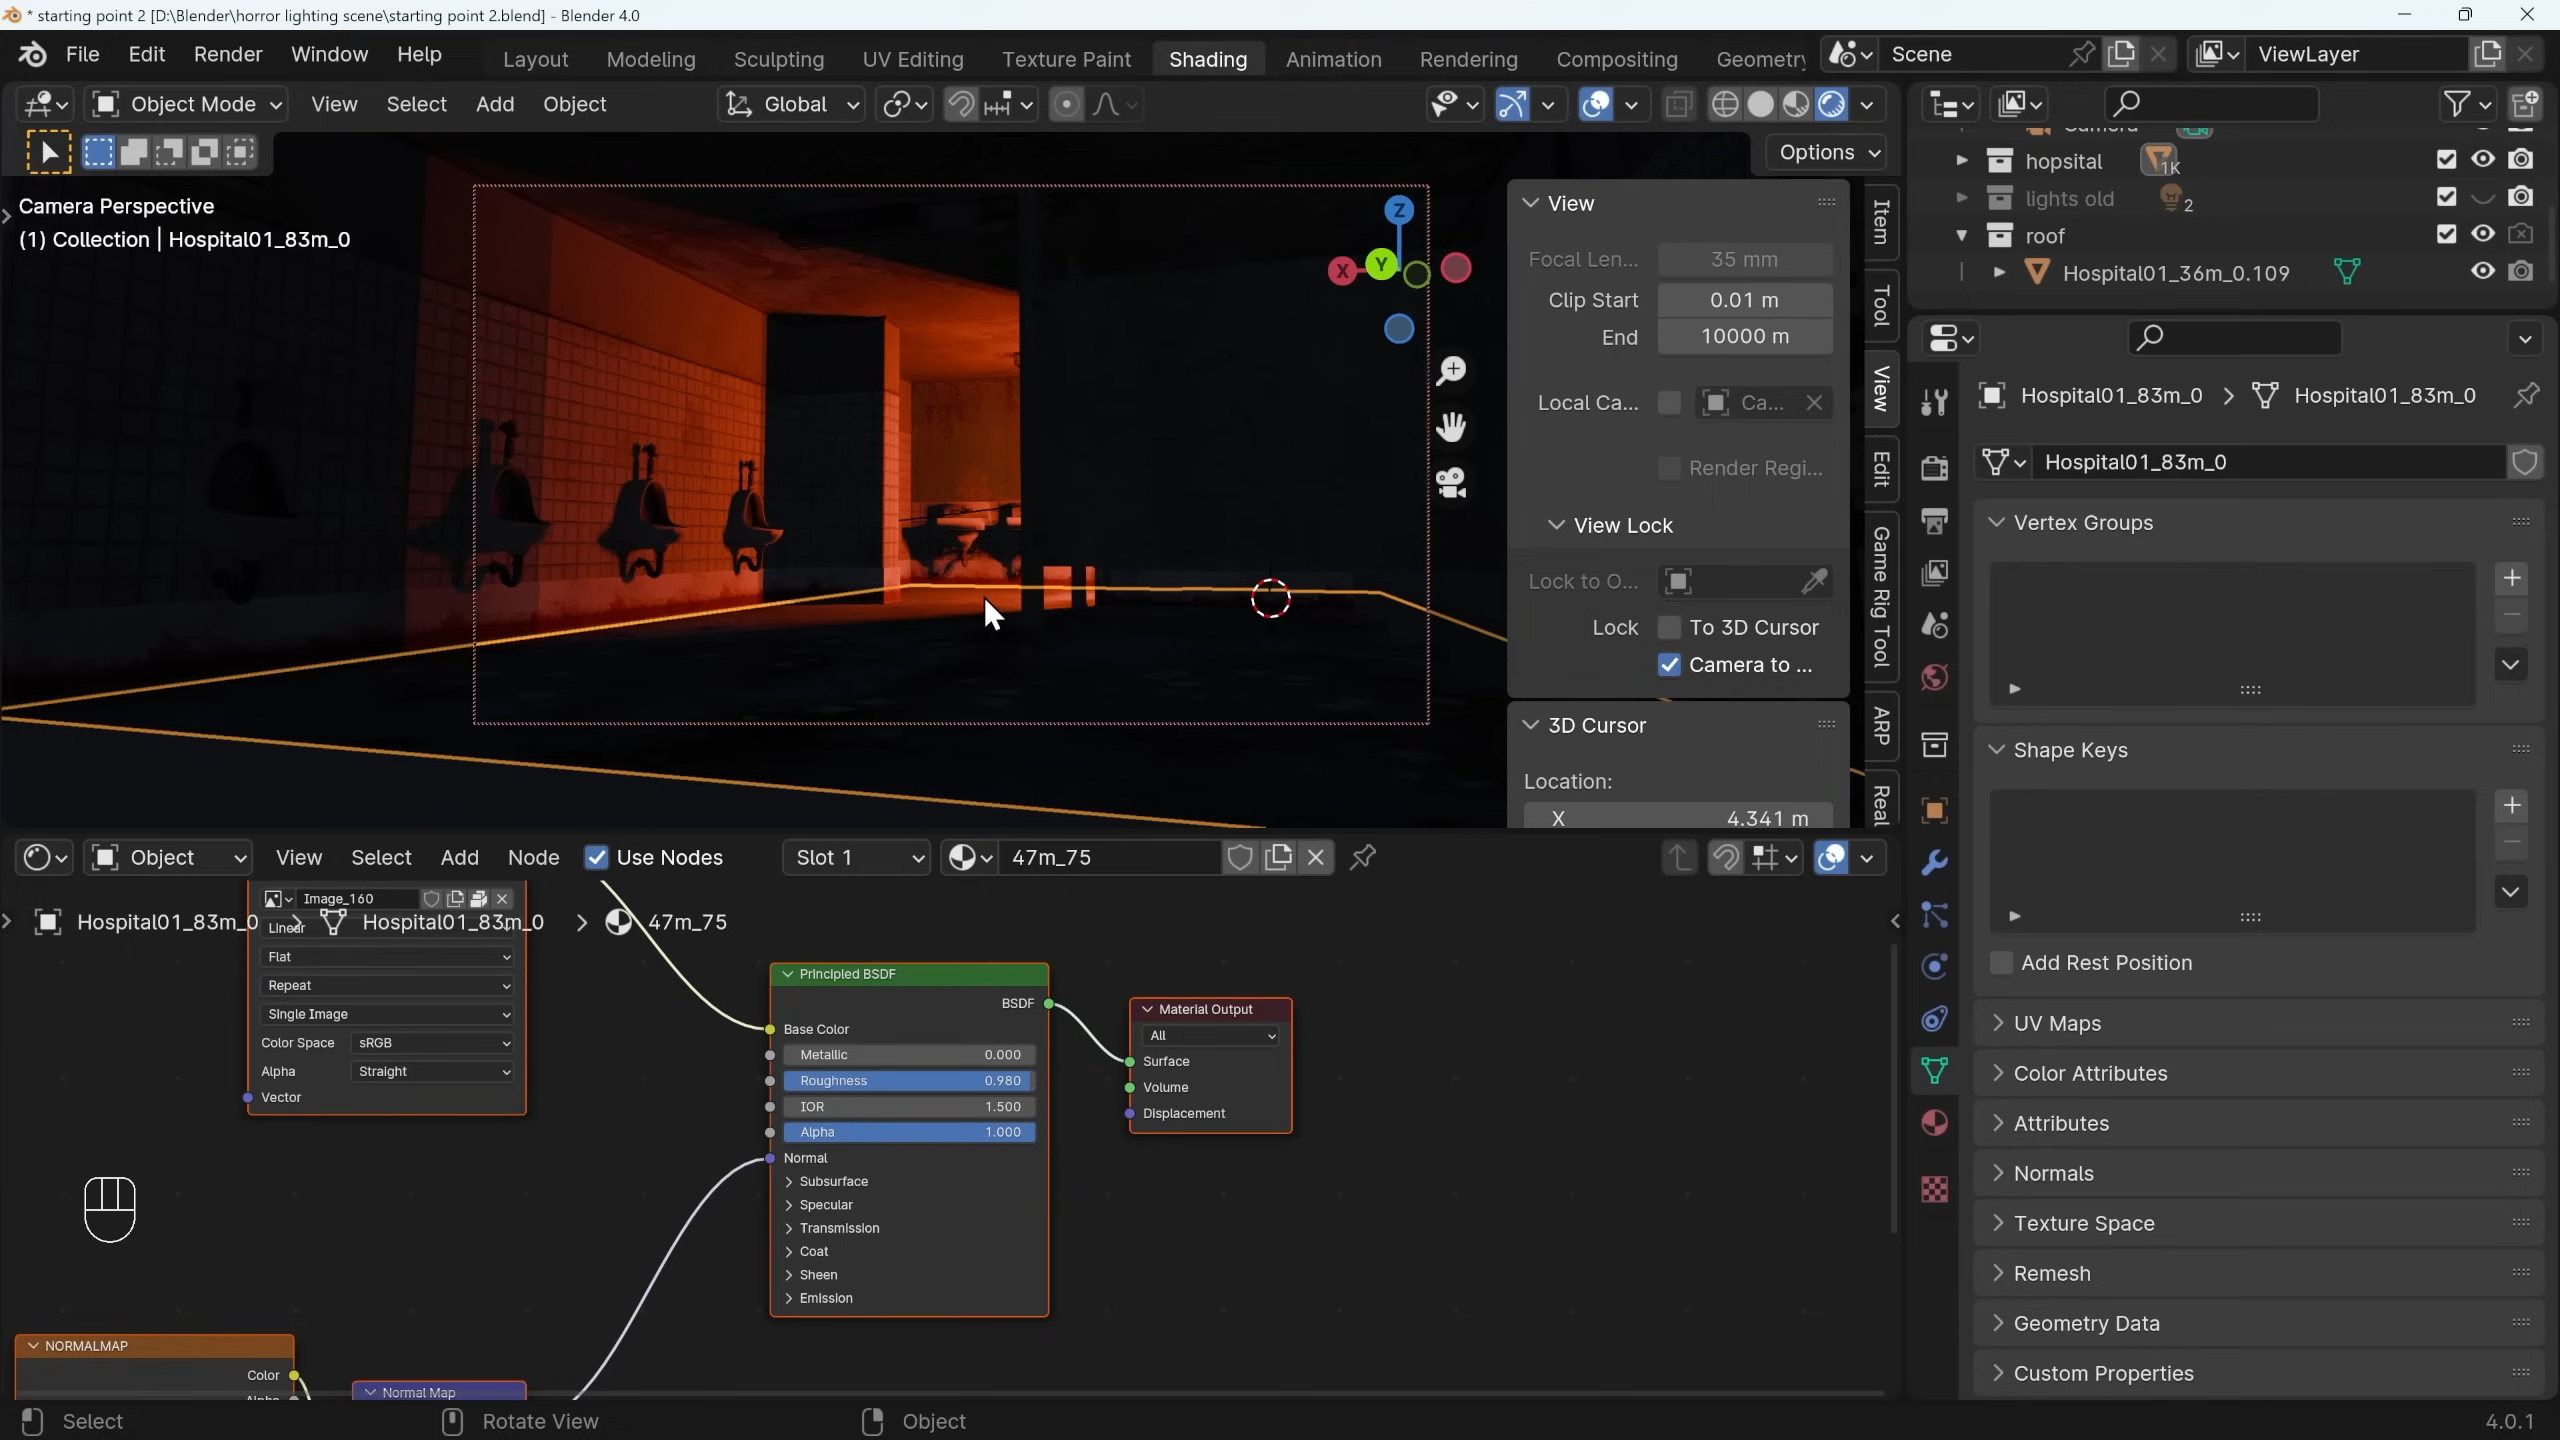 * starting point 2 [D:\Blender\horror lighting scene\starting point 2.blend] - Blender 4.0
File Edit Render Window Help
Layout Modeling Sculpting UV Editing Texture Paint Shading Animation Rendering Compositing Geometry
Scene
ViewLayer
Object Mode View Select Add Object
Global
Options
Camera Perspective
(1) Collection | Hospital01_83m_0
Z
Y
X
View
Focal Len... 35 mm
Clip Start 0.01 m
End 10000 m
Local Ca... Ca...
Render Regi...
View Lock
Lock to O...
Lock To 3D Cursor
Camera to ...
3D Cursor
Location:
X 4.341 m
Item
Tool
View
Edit
Game Rig Tool
ARP
Real
Camera
hopsital 1K
lights old 2
roof
Hospital01_36m_0.109
Hospital01_83m_0 > Hospital01_83m_0
Hospital01_83m_0
Vertex Groups
Shape Keys
Add Rest Position
UV Maps
Color Attributes
Attributes
Normals
Texture Space
Remesh
Geometry Data
Custom Properties
Object View Select Add Node Use Nodes Slot 1 47m_75
Image_160
Hospital01_83m_0 > Hospital01_83m_0 > 47m_75
Linear
Flat
Repeat
Single Image
Color Space sRGB
Alpha Straight
Vector
Principled BSDF
BSDF
Base Color
Metallic 0.000
Roughness 0.980
IOR 1.500
Alpha 1.000
Normal
Subsurface
Specular
Transmission
Coat
Sheen
Emission
Material Output
All
Surface
Volume
Displacement
NORMALMAP
Color
Alpha
Normal Map
Select Rotate View Object
4.0.1